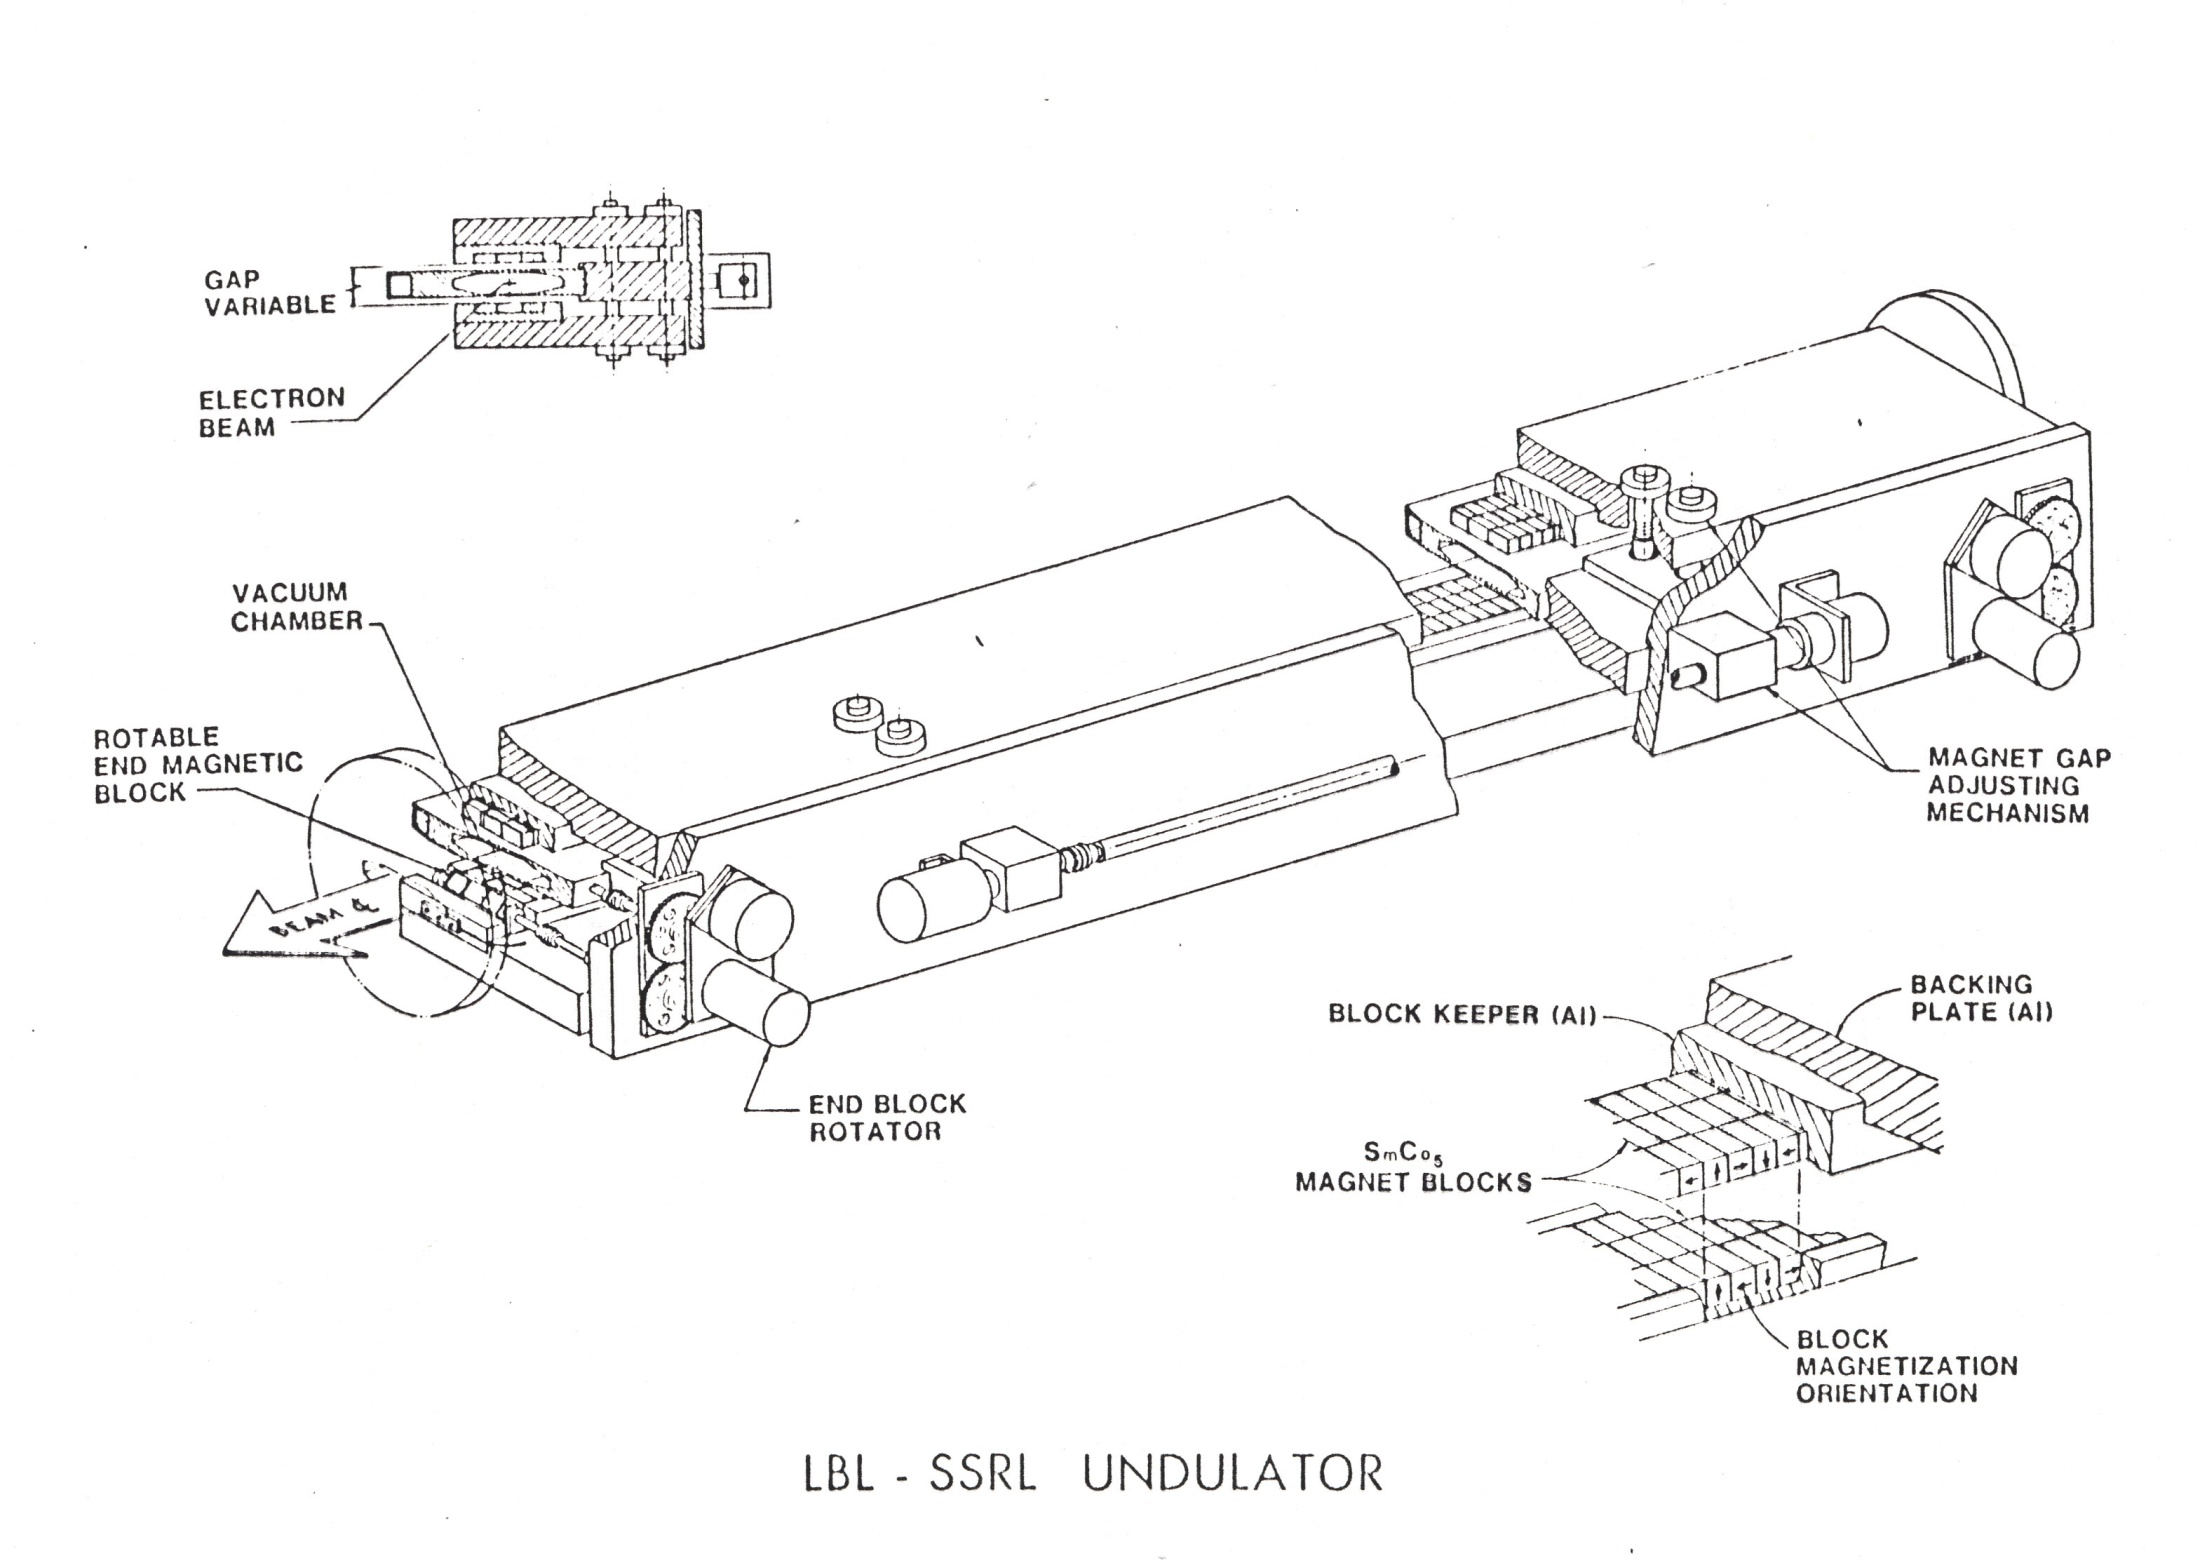 GAP
VARIABLE
ELECTRON
BEAM
VACUUM
CHAMBER
ROTABLE
END MAGNETIC
BLOCK
BEAM ℄
END BLOCK
ROTATOR
MAGNET GAP
ADJUSTING
MECHANISM
BLOCK KEEPER (Al)
BACKING
PLATE (Al)
SmCo₅
MAGNET BLOCKS
BLOCK
MAGNETIZATION
ORIENTATION
LBL - SSRL UNDULATOR